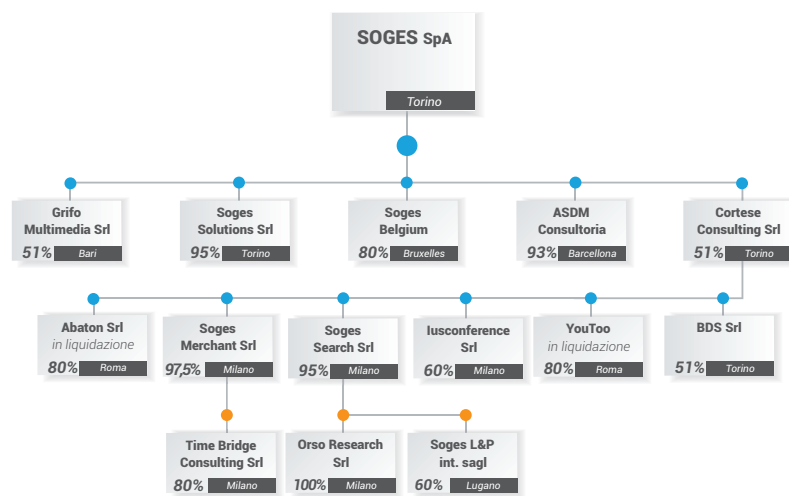 SOGES SpA
Torino
Grifo
Multimedia Srl
51% Bari
Soges
Solutions Srl
95% Torino
Soges
Belgium
80% Bruxelles
ASDM
Consultoria
93% Barcellona
Cortese
Consulting Srl
51% Torino
Abaton Srl
in liquidazione
80% Roma
Soges
Merchant Srl
97,5% Milano
Soges
Search Srl
95% Milano
Iusconference
Srl
60% Milano
YouToo
in liquidazione
80% Roma
BDS Srl
51% Torino
Time Bridge
Consulting Srl
80% Milano
Orso Research
Srl
100% Milano
Soges L&P
int. sagl
60% Lugano